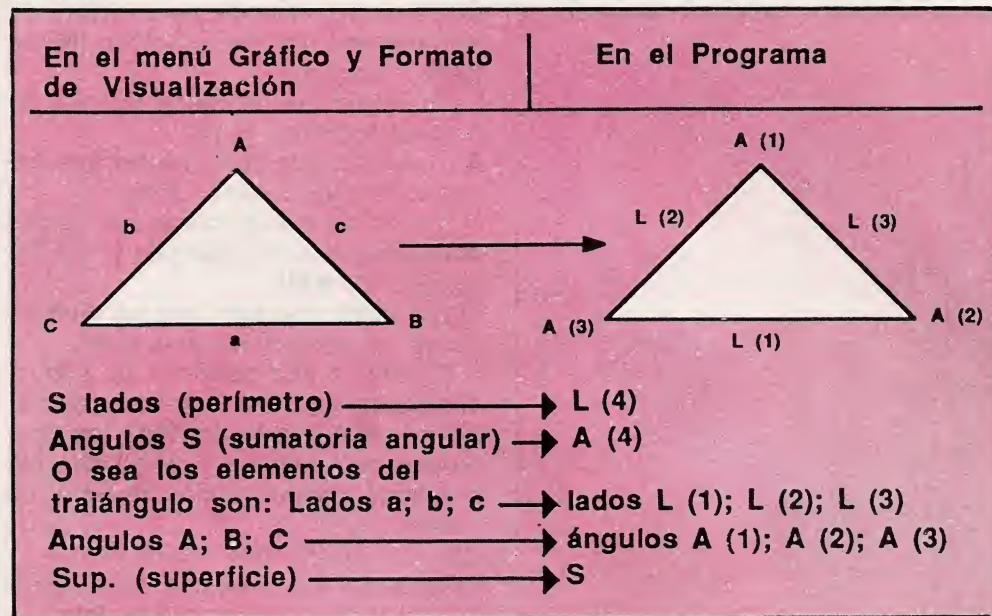 En el menú Gráfico y Formato
de Visualización
En el Programa
A
b
c
C
B
a
A (1)
L (2)
L (3)
A (3)
A (2)
L (1)
S lados (perímetro) L (4)
Angulos S (sumatoria angular) A (4)
O sea los elementos del
traiángulo son: Lados a; b; c lados L (1); L (2); L (3)
Angulos A; B; C ángulos A (1); A (2); A (3)
Sup. (superficie) S